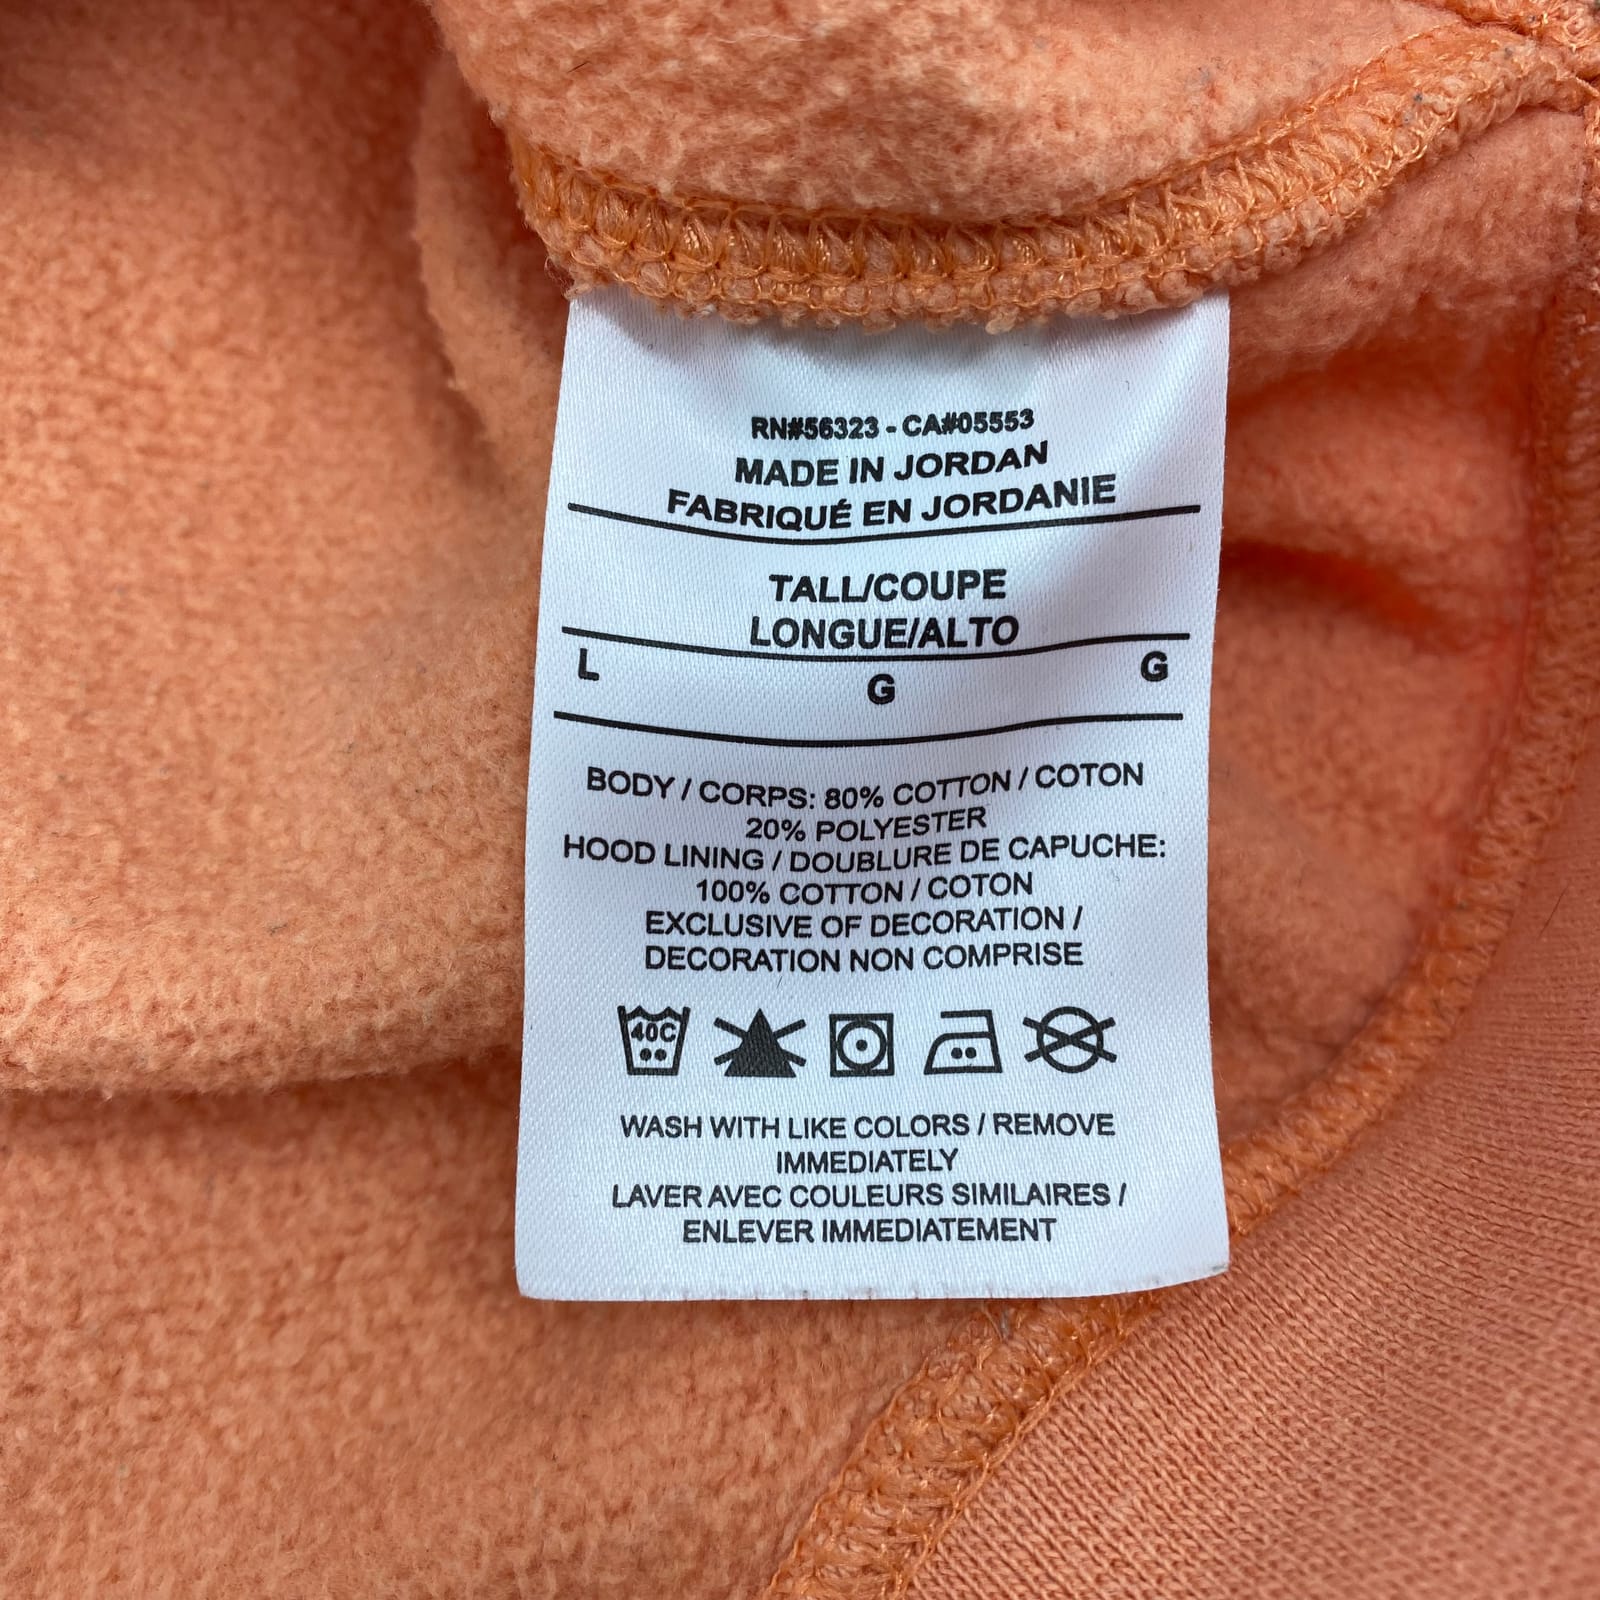 RN#56323 - CA#05553
MADE IN JORDAN
FABRIQUÉ EN JORDANIE
TALL/COUPE
LONGUE/ALTO
L G G
BODY / CORPS: 80% COTTON / COTON
20% POLYESTER
HOOD LINING / DOUBLURE DE CAPUCHE:
100% COTTON / COTON
EXCLUSIVE OF DECORATION /
DECORATION NON COMPRISE
40C
WASH WITH LIKE COLORS / REMOVE
IMMEDIATELY
LAVER AVEC COULEURS SIMILAIRES /
ENLEVER IMMEDIATEMENT